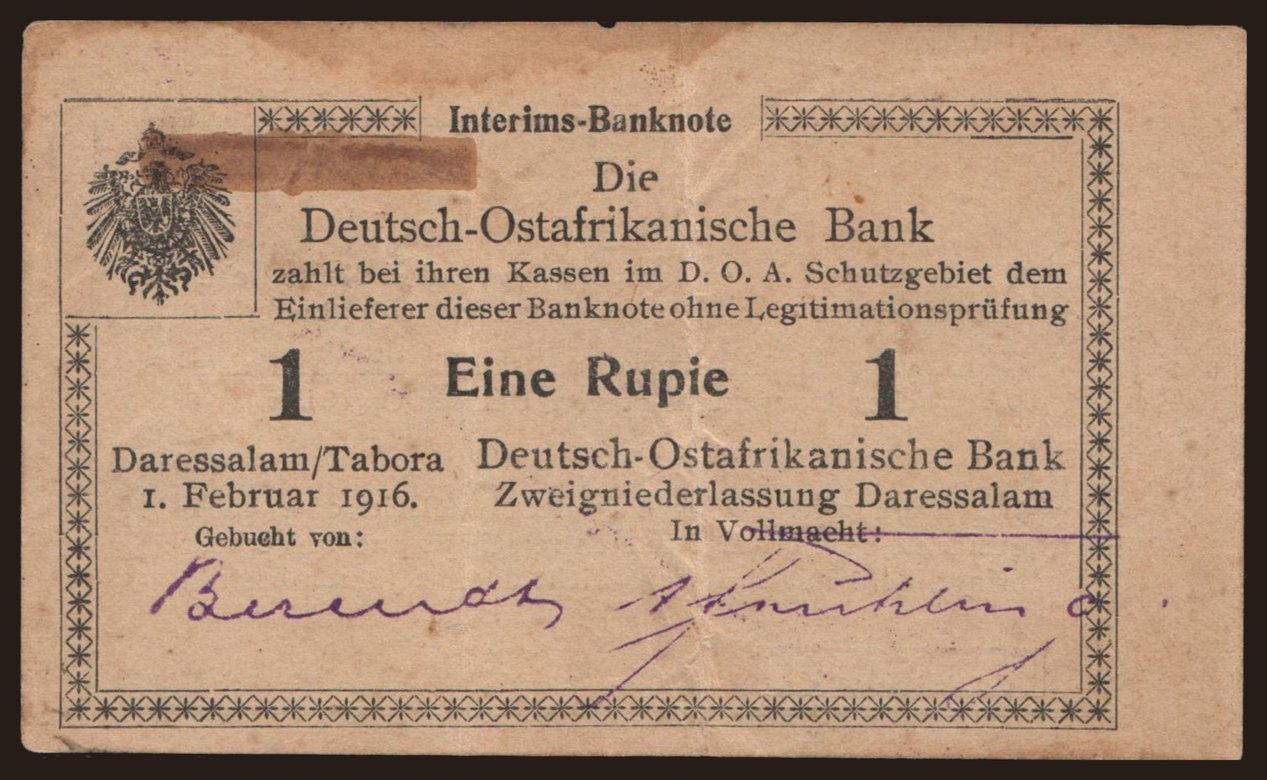 Interims-Banknote
Die
Deutsch-Ostafrikanische Bank
zahlt bei ihren Kassen im D. O. A. Schutzgebiet dem
Einlieferer dieser Banknote ohne Legitimationsprüfung
1 Eine Rupie 1
Daressalam/Tabora
1. Februar 1916.
Gebucht von:
Deutsch-Ostafrikanische Bank
Zweigniederlassung Daressalam
In Vollmacht:
Berendt